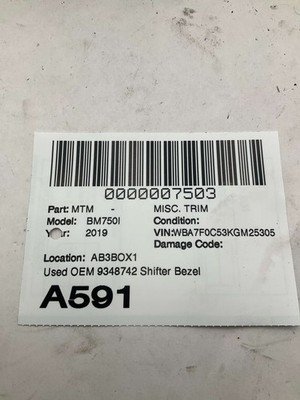 0000007503
Part: MTM - MISC. TRIM
Model: BM750I Condition:
2019 VIN:WBA7F0C53KGM25305
Damage Code:
Location: AB3BOX1
Used OEM 9348742 Shifter Bezel
A591